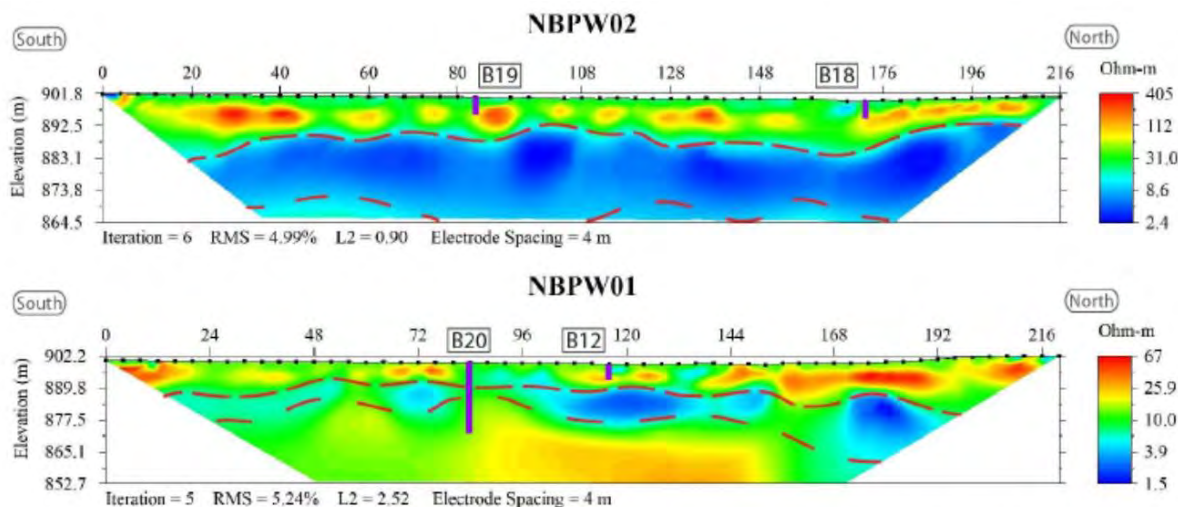 NBPW02
South North
0 20 40 60 80 B19 108 128 148 B18 176 196 216 Ohm-m
901.8 405
892.5 112
Elevation (m) 883.1 31.0
873.8 8.6
864.5 2.4
Iteration = 6 RMS = 4.99% L2 = 0.90 Electrode Spacing = 4 m
NBPW01
South North
0 24 48 72 B20 96 B12 120 144 168 192 216 Ohm-m
902.2 67
889.8 25.9
Elevation (m) 877.5 10.0
865.1 3.9
852.7 1.5
Iteration = 5 RMS = 5.24% L2 = 2.52 Electrode Spacing = 4 m